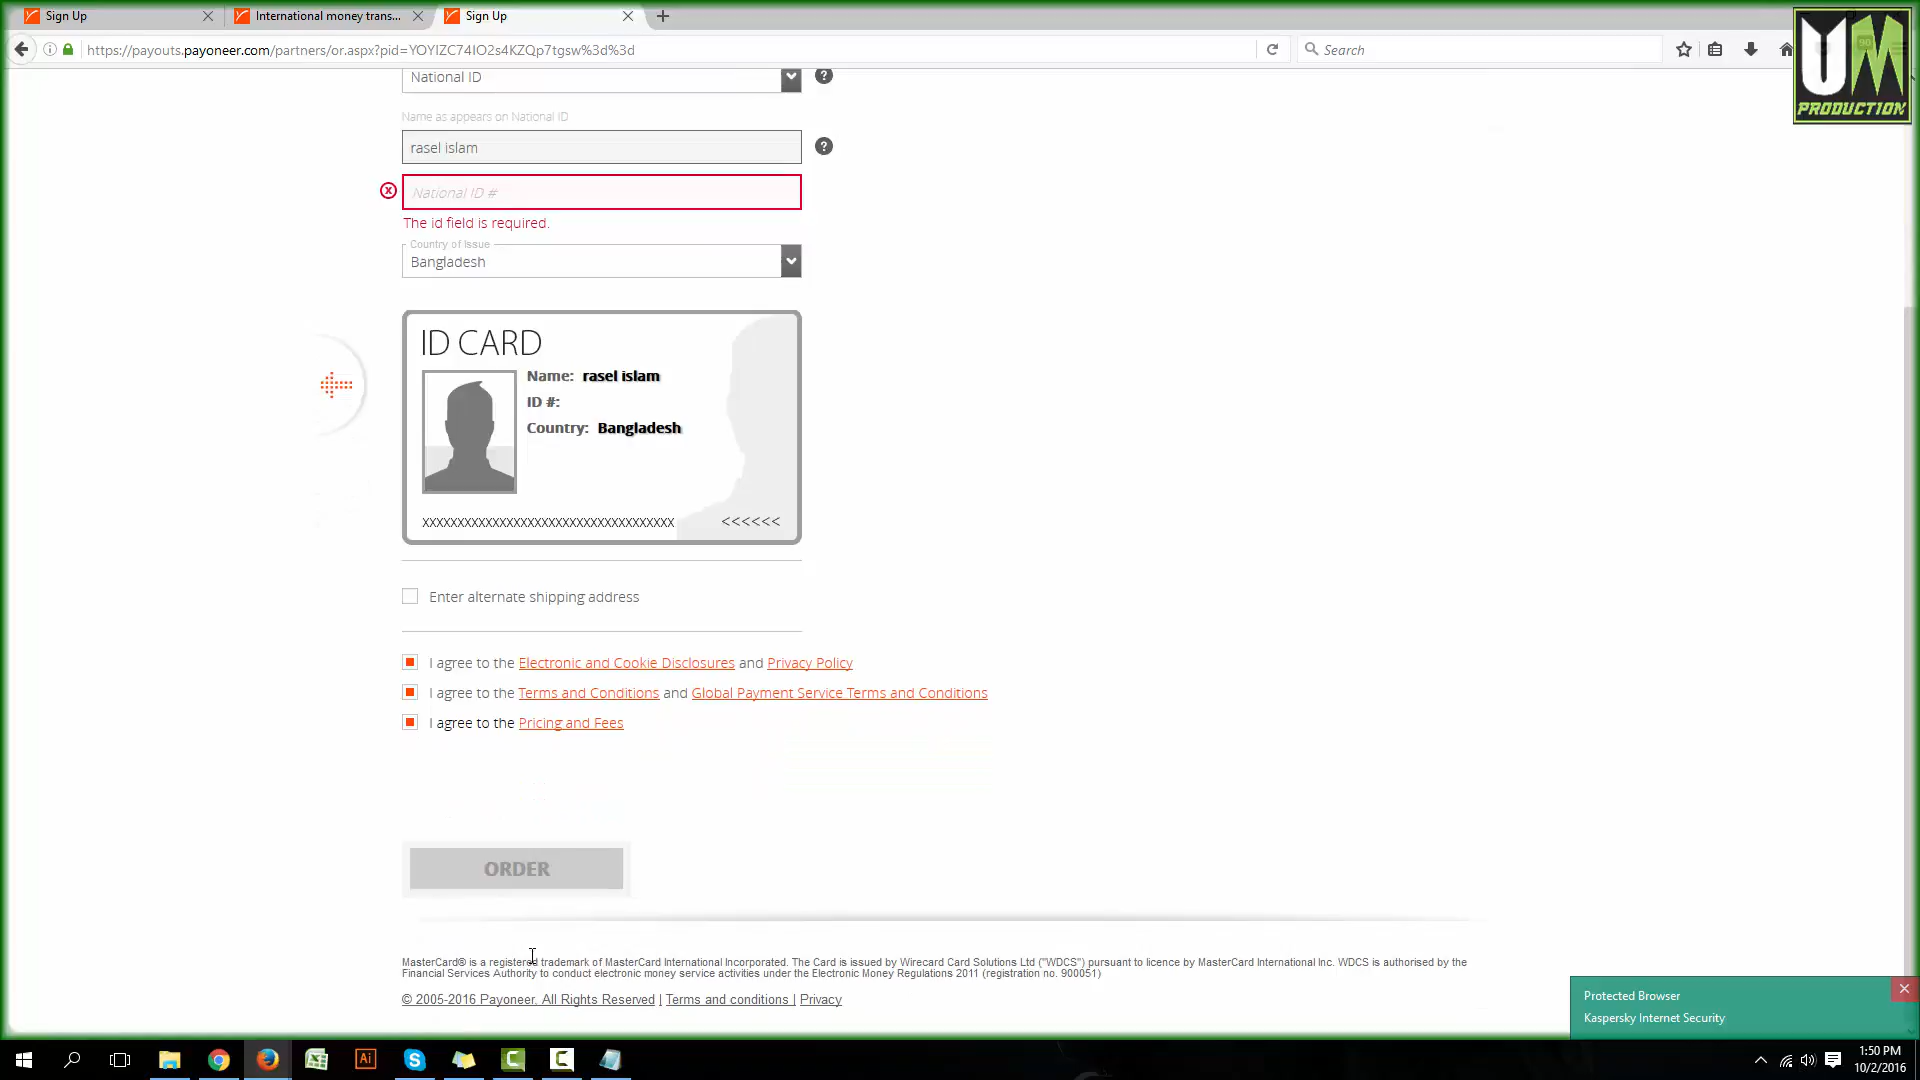 Sign Up
International money trans...
Sign Up
UM
PRODUCTION
https://payouts.payoneer.com/partners/or.aspx?pid=YOYIZC74IO2s4KZQp7tgsw%3d%3d
Search
National ID
Name as appears on National ID
rasel islam
National ID #
The id field is required.
Country of Issue
Bangladesh
ID CARD
Name: rasel islam
ID #:
Country: Bangladesh
XXXXXXXXXXXXXXXXXXXXXXXXXXXXXXXXXXXX <<<<<<
Enter alternate shipping address
I agree to the Electronic and Cookie Disclosures and Privacy Policy
I agree to the Terms and Conditions and Global Payment Service Terms and Conditions
I agree to the Pricing and Fees
ORDER
MasterCard® is a registered trademark of MasterCard International Incorporated. The Card is issued by Wirecard Card Solutions Ltd ("WDCS") pursuant to licence by MasterCard International Inc. WDCS is authorised by the
Financial Services Authority to conduct electronic money service activities under the Electronic Money Regulations 2011 (registration no. 900051)
© 2005-2016 Payoneer. All Rights Reserved | Terms and conditions | Privacy
Protected Browser
Kaspersky Internet Security
Ai
1:50 PM
10/2/2016